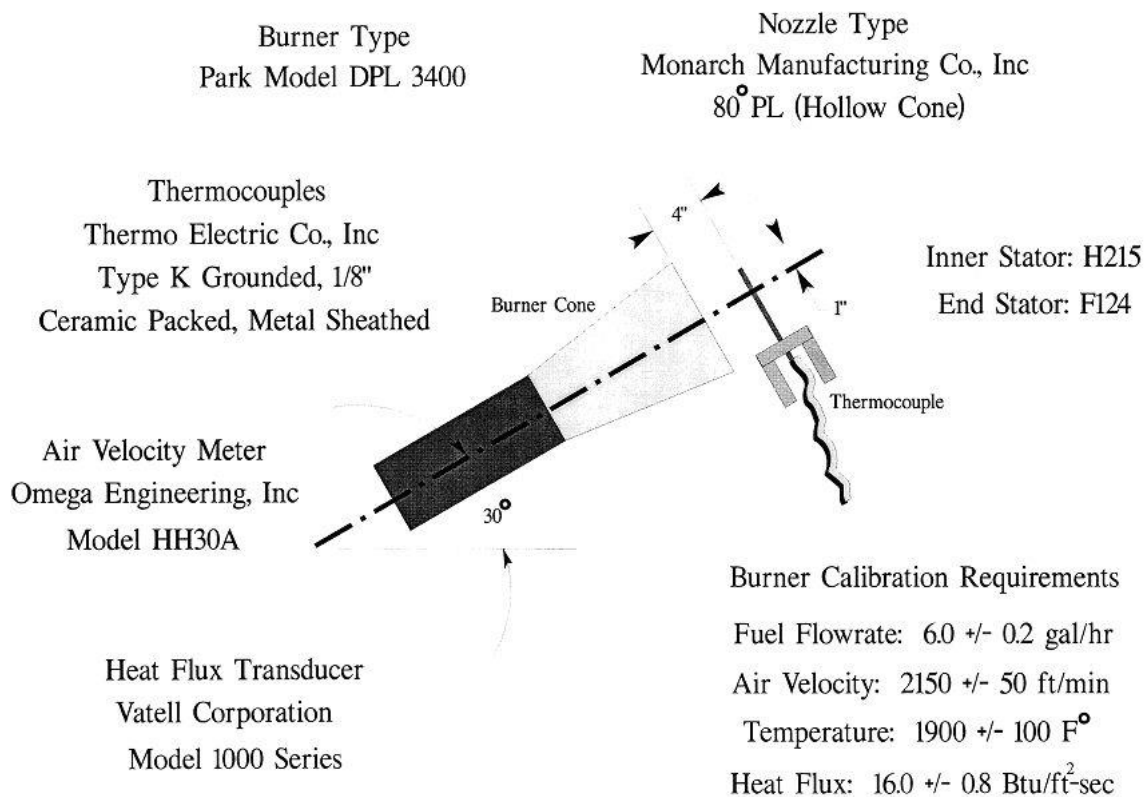 Burner Type
Park Model DPL 3400
Nozzle Type
Monarch Manufacturing Co., Inc
80° PL (Hollow Cone)
Thermocouples
Thermo Electric Co., Inc
Type K Grounded, 1/8"
Ceramic Packed, Metal Sheathed
4"
Burner Cone
1"
Thermocouple
Inner Stator: H215
End Stator: F124
Air Velocity Meter
Omega Engineering, Inc
Model HH30A
30°
Heat Flux Transducer
Vatell Corporation
Model 1000 Series
Burner Calibration Requirements
Fuel Flowrate: 6.0 +/- 0.2 gal/hr
Air Velocity: 2150 +/- 50 ft/min
Temperature: 1900 +/- 100 F°
Heat Flux: 16.0 +/- 0.8 Btu/ft²-sec